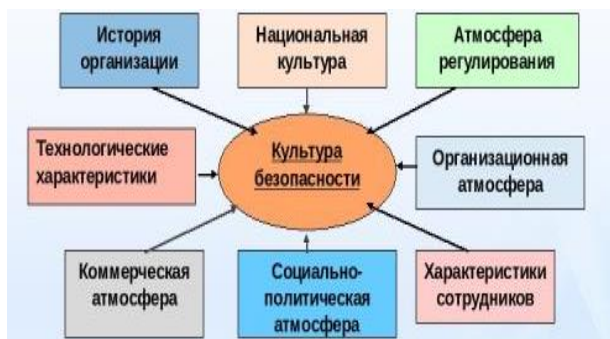 История
организации
Национальная
культура
Атмосфера
регулирования
Технологические
характеристики
Культура
безопасности
Организационная
атмосфера
Коммерческая
атмосфера
Социально-
политическая
атмосфера
Характеристики
сотрудников